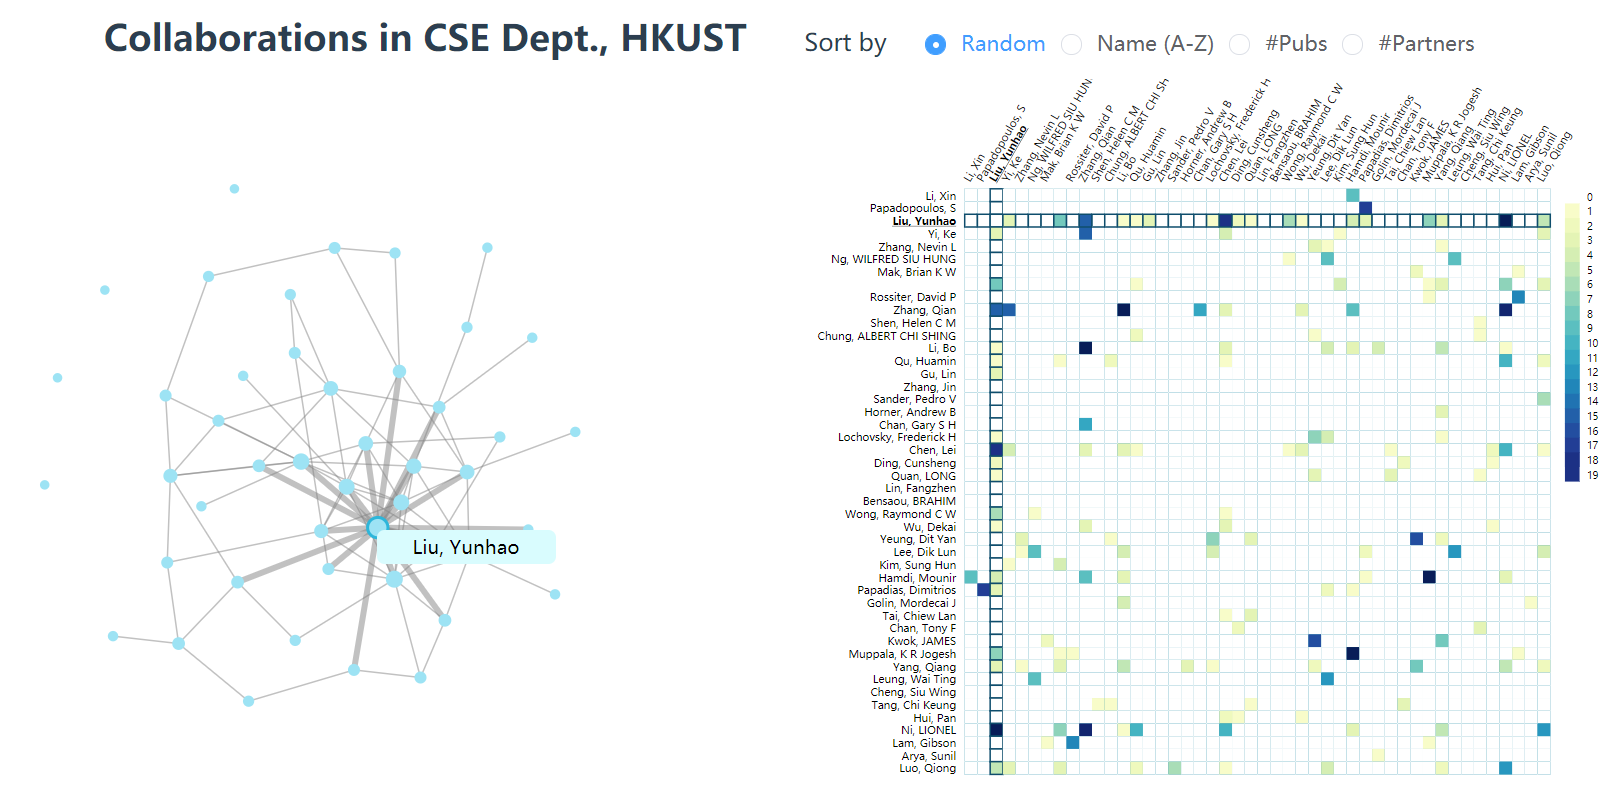 Collaborations in CSE Dept., HKUST
Sort by Random Name (A-Z) #Pubs #Partners
Li, Xin
Papadopoulos, S
Liu, Yunhao
Yi, Ke
Zhang, Nevin L
Ng, WILFRED SIU HUN
Mak, Brian K W
Rossiter, David P
Zhang, Qian
Shen, Helen C M
Chung, ALBERT CHI SH
Li, Bo
Qu, Huamin
Gu, Lin
Zhang, Jin
Sander, Pedro V
Horner, Andrew B
Chan, Gary S H
Lochovsky, Frederick H
Chen, Lei
Ding, Cunsheng
Quan, LONG
Lin, Fangzhen
Bensaou, BRAHIM
Wong, Raymond C W
Wu, Dekai
Yeung, Dit Yan
Lee, Dik Lun
Kim, Sung Hun
Hamdi, Mounir
Papadias, Dimitrios
Golin, Mordecai J
Tai, Chiew Lan
Chan, Tony F
Kwok, JAMES
Muppala, K R Jogesh
Yang, Qiang
Leung, Wai Ting
Cheng, Siu Wing
Tang, Chi Keung
Hui, Pan
Ni, LIONEL
Lam, Gibson
Arya, Sunil
Luo, Qiong
Li, Xin
Papadopoulos, S
Liu, Yunhao
Yi, Ke
Zhang, Nevin L
Ng, WILFRED SIU HUNG
Mak, Brian K W
Rossiter, David P
Zhang, Qian
Shen, Helen C M
Chung, ALBERT CHI SHING
Li, Bo
Qu, Huamin
Gu, Lin
Zhang, Jin
Sander, Pedro V
Horner, Andrew B
Chan, Gary S H
Lochovsky, Frederick H
Chen, Lei
Ding, Cunsheng
Quan, LONG
Lin, Fangzhen
Bensaou, BRAHIM
Wong, Raymond C W
Wu, Dekai
Yeung, Dit Yan
Lee, Dik Lun
Kim, Sung Hun
Hamdi, Mounir
Papadias, Dimitrios
Golin, Mordecai J
Tai, Chiew Lan
Chan, Tony F
Kwok, JAMES
Muppala, K R Jogesh
Yang, Qiang
Leung, Wai Ting
Cheng, Siu Wing
Tang, Chi Keung
Hui, Pan
Ni, LIONEL
Lam, Gibson
Arya, Sunil
Luo, Qiong
0
1
2
3
4
5
6
7
8
9
10
11
12
13
14
15
16
17
18
19
Liu, Yunhao